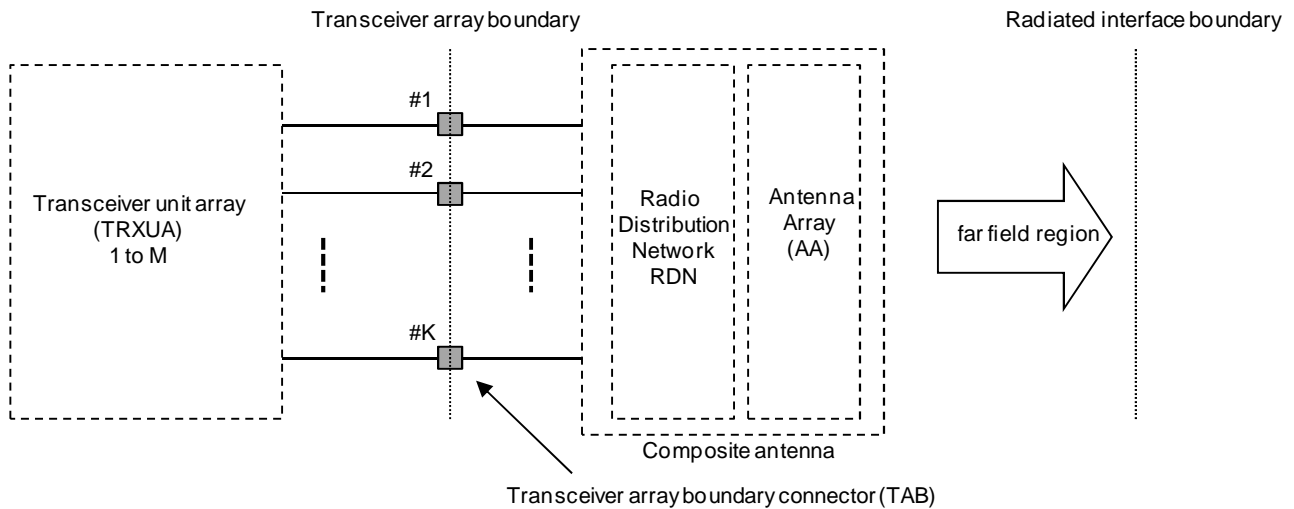 Transceiver array boundary
Radiated interface boundary
#1
#2
#K
Transceiver unit array
(TRXUA)
1 to M
Radio
Distribution
Network
RDN
Antenna
Array
(AA)
far field region
Composite antenna
Transceiver array boundary connector (TAB)